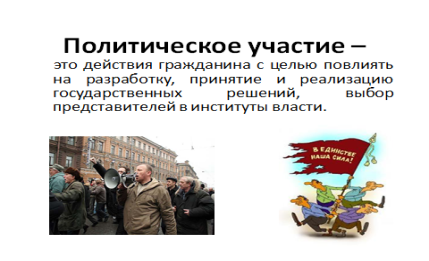 Политическое участие –
это действия гражданина с целью повлиять
на разработку, принятие и реализацию
государственных решений, выбор
представителей в институты власти.
В ЕДИНСТВЕ
НАША СИЛА!